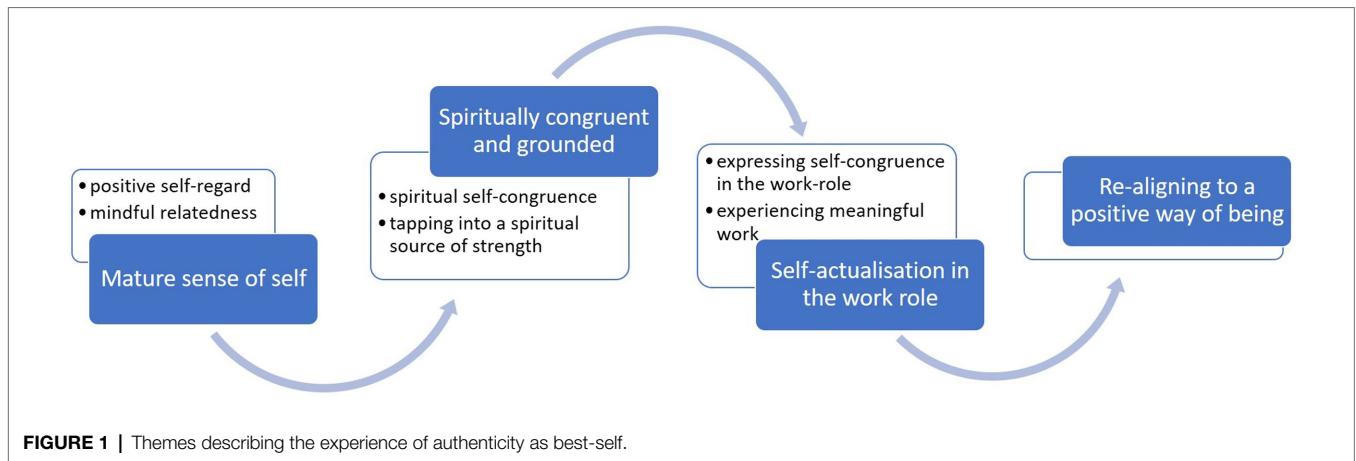 • positive self-regard
• mindful relatedness
Mature sense of self
Spiritually congruent
and grounded
• spiritual self-congruence
• tapping into a spiritual
source of strength
• expressing self-congruence
in the work-role
• experiencing meaningful
work
Self-actualisation in
the work role
Re-aligning to a
positive way of being
FIGURE 1 | Themes describing the experience of authenticity as best-self.